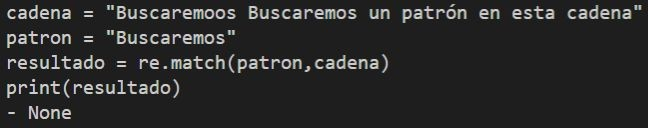 cadena = "Buscaremoos Buscaremos un patrón en esta cadena"
patron = "Buscaremos"
resultado = re.match(patron,cadena)
print(resultado)
- None